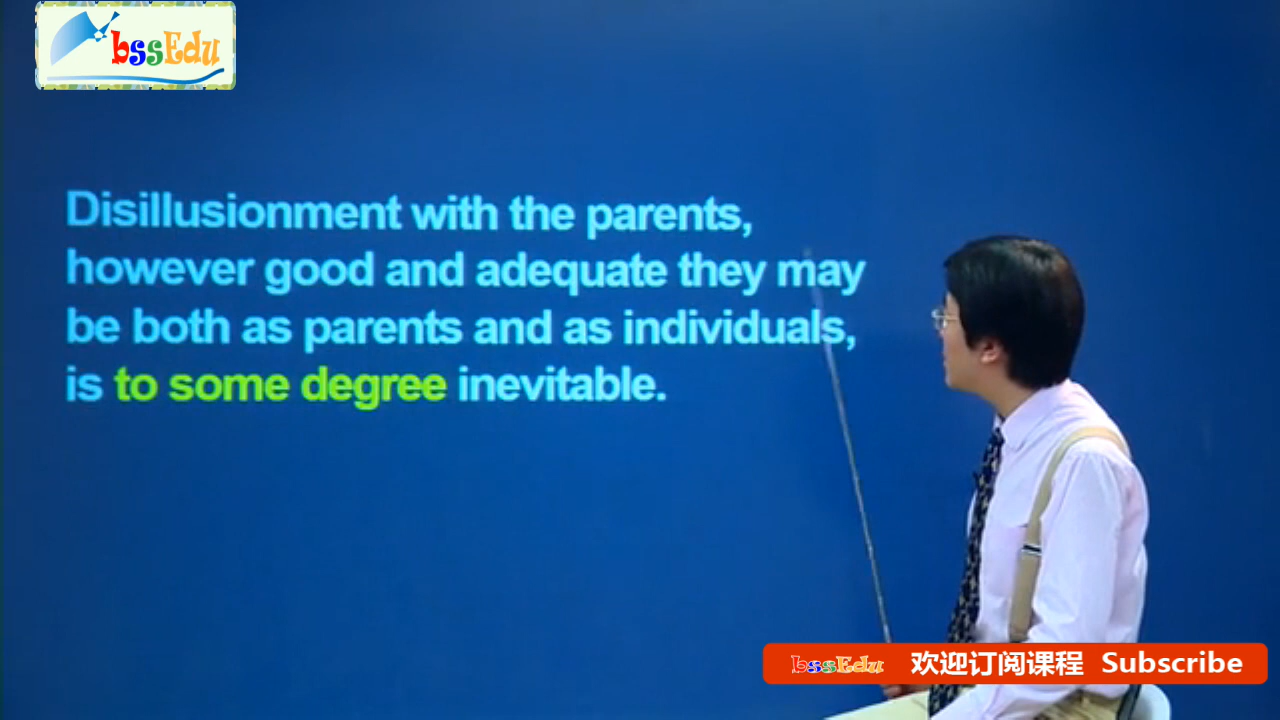 bssEdu
Disillusionment with the parents,
however good and adequate they may
be both as parents and as individuals,
is to some degree inevitable.
bssEdu 欢迎订阅课程 Subscribe